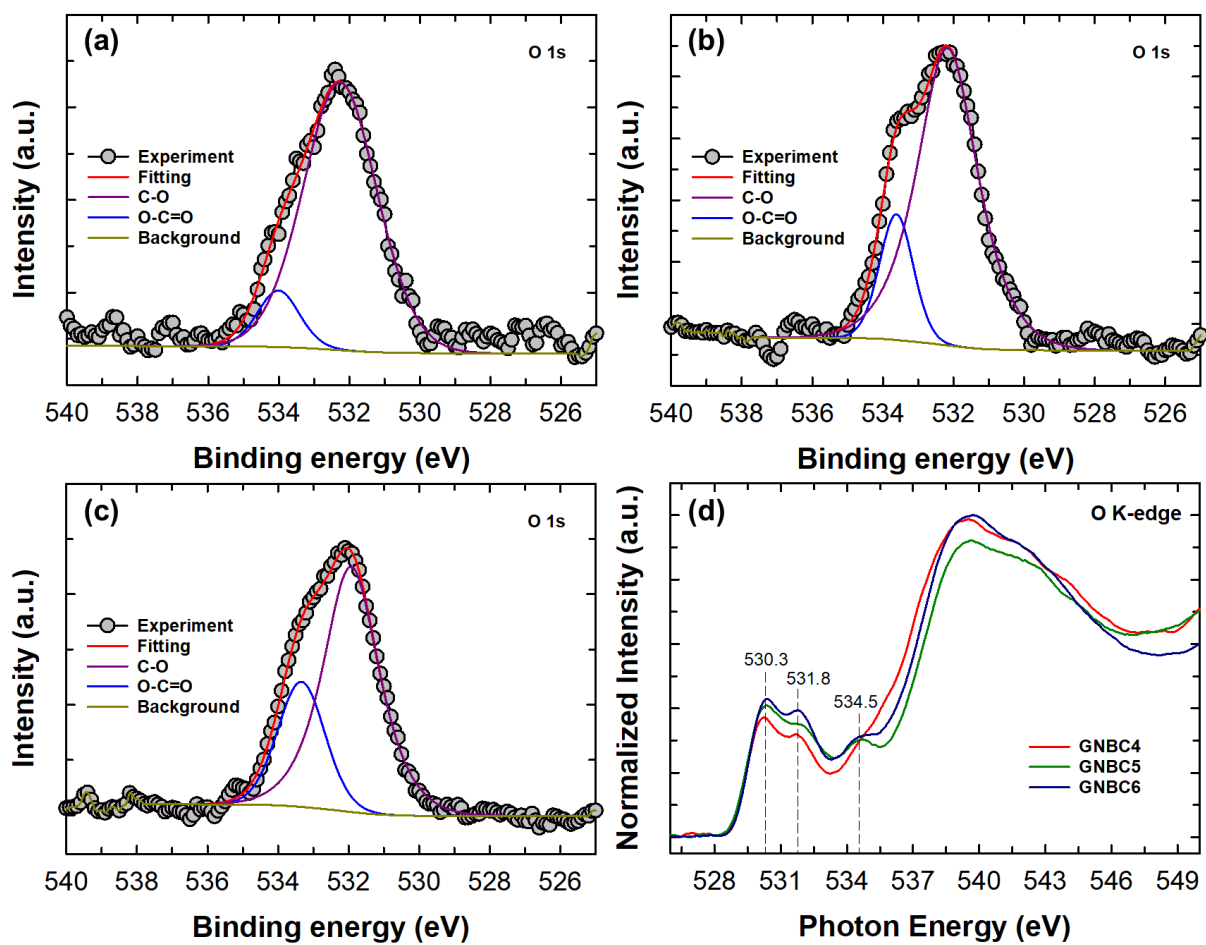 (a)
O 1s
Intensity (a.u.)
Experiment
Fitting
C-O
O-C=O
Background
540 538 536 534 532 530 528 526
Binding energy (eV)
(b)
O 1s
Intensity (a.u.)
Experiment
Fitting
C-O
O-C=O
Background
540 538 536 534 532 530 528 526
Binding energy (eV)
(c)
O 1s
Intensity (a.u.)
Experiment
Fitting
C-O
O-C=O
Background
540 538 536 534 532 530 528 526
Binding energy (eV)
(d)
O K-edge
Normalized Intensity (a.u.)
530.3
531.8
534.5
GNBC4
GNBC5
GNBC6
528 531 534 537 540 543 546 549
Photon Energy (eV)